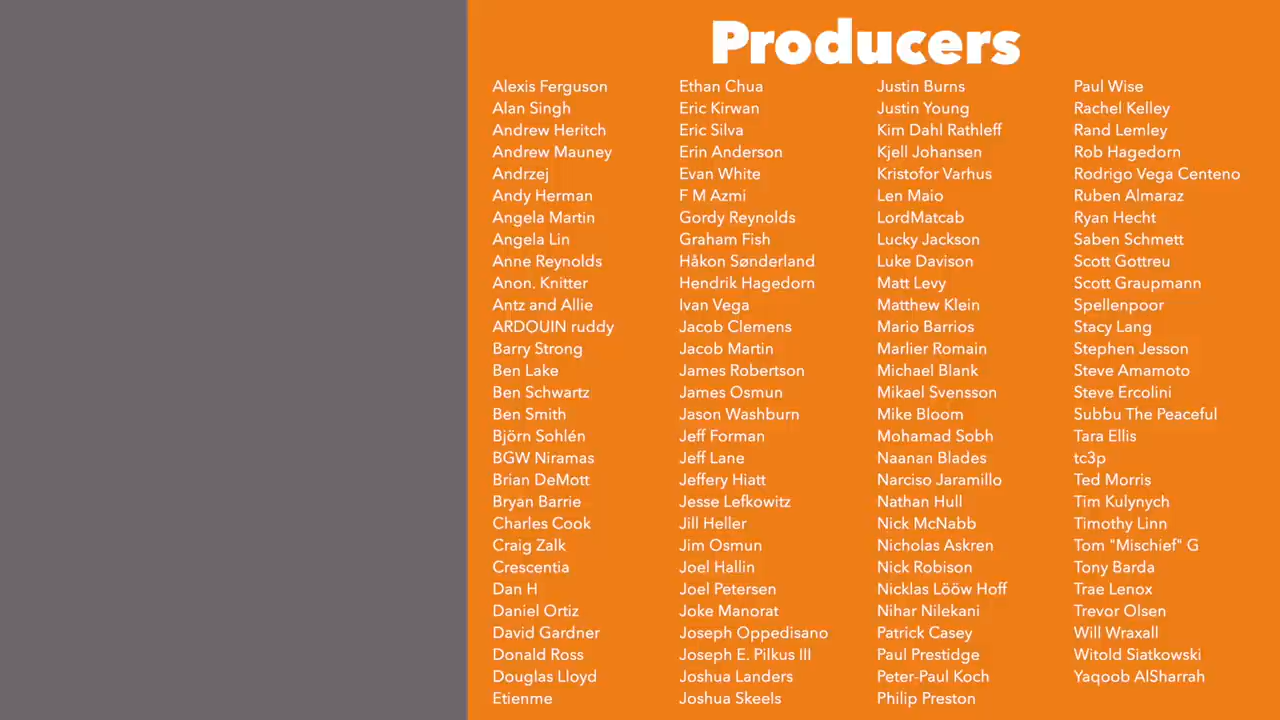 Producers
Alexis Ferguson
Alan Singh
Andrew Heritch
Andrew Mauney
Andrzej
Andy Herman
Angela Martin
Angela Lin
Anne Reynolds
Anon. Knitter
Antz and Allie
ARDOUIN ruddy
Barry Strong
Ben Lake
Ben Schwartz
Ben Smith
Björn Sohlén
BGW Niramas
Brian DeMott
Bryan Barrie
Charles Cook
Craig Zalk
Crescentia
Dan H
Daniel Ortiz
David Gardner
Donald Ross
Douglas Lloyd
Etienme
Ethan Chua
Eric Kirwan
Eric Silva
Erin Anderson
Evan White
F M Azmi
Gordy Reynolds
Graham Fish
Håkon Sønderland
Hendrik Hagedorn
Ivan Vega
Jacob Clemens
Jacob Martin
James Robertson
James Osmun
Jason Washburn
Jeff Forman
Jeff Lane
Jeffery Hiatt
Jesse Lefkowitz
Jill Heller
Jim Osmun
Joel Hallin
Joel Petersen
Joke Manorat
Joseph Oppedisano
Joseph E. Pilkus III
Joshua Landers
Joshua Skeels
Justin Burns
Justin Young
Kim Dahl Rathleff
Kjell Johansen
Kristofor Varhus
Len Maio
LordMatcab
Lucky Jackson
Luke Davison
Matt Levy
Matthew Klein
Mario Barrios
Marlier Romain
Michael Blank
Mikael Svensson
Mike Bloom
Mohamad Sobh
Naanan Blades
Narciso Jaramillo
Nathan Hull
Nick McNabb
Nicholas Askren
Nick Robison
Nicklas Lööw Hoff
Nihar Nilekani
Patrick Casey
Paul Prestidge
Peter-Paul Koch
Philip Preston
Paul Wise
Rachel Kelley
Rand Lemley
Rob Hagedorn
Rodrigo Vega Centeno
Ruben Almaraz
Ryan Hecht
Saben Schmett
Scott Gottreu
Scott Graupmann
Spellenpoor
Stacy Lang
Stephen Jesson
Steve Amamoto
Steve Ercolini
Subbu The Peaceful
Tara Ellis
tc3p
Ted Morris
Tim Kulynych
Timothy Linn
Tom "Mischief" G
Tony Barda
Trae Lenox
Trevor Olsen
Will Wraxall
Witold Siatkowski
Yaqoob AlSharrah